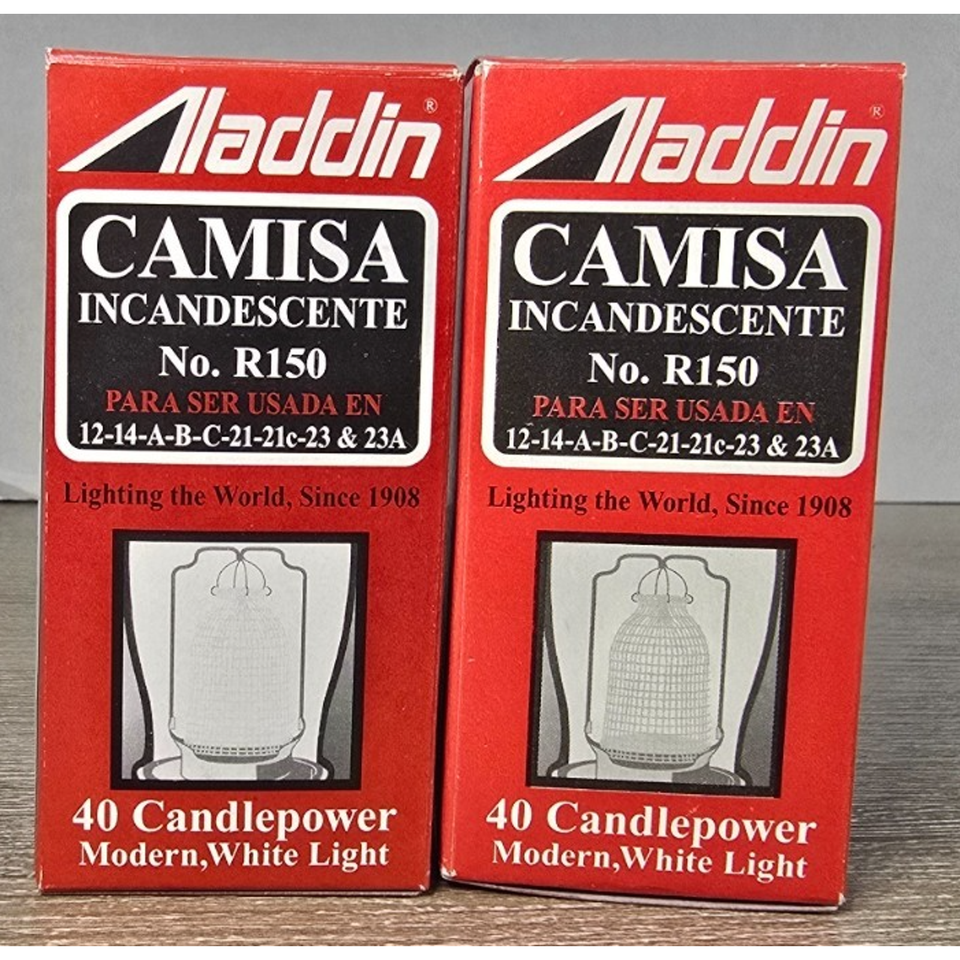 Aladdin®
CAMISA
INCANDESCENTE
No. R150
PARA SER USADA EN
12-14-A-B-C-21-21c-23 & 23A
Lighting the World, Since 1908
40 Candlepower
Modern,White Light
Aladdin®
CAMISA
INCANDESCENTE
No. R150
PARA SER USADA EN
12-14-A-B-C-21-21c-23 & 23A
Lighting the World, Since 1908
40 Candlepower
Modern,White Light